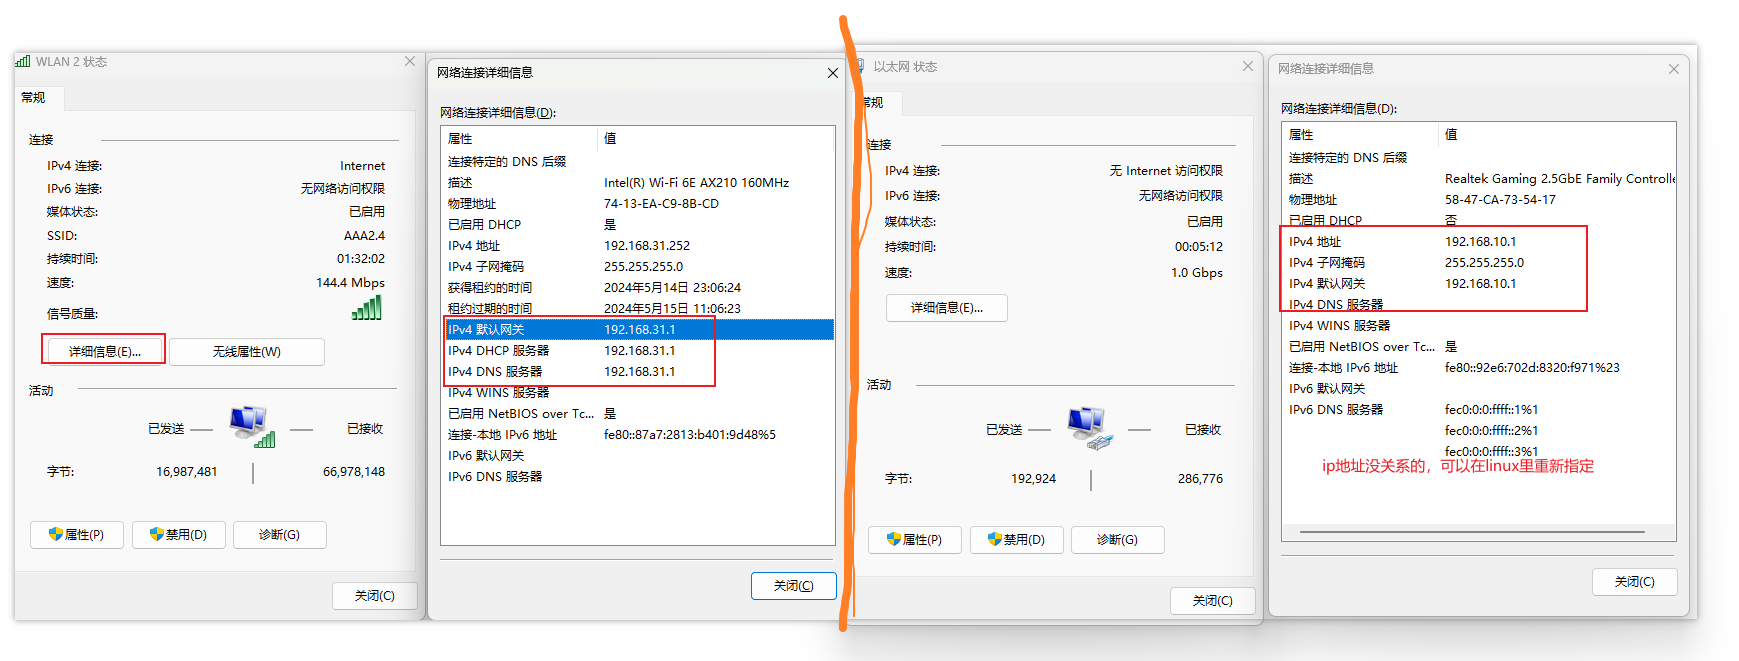 WLAN 2 状态
常规
连接
IPv4 连接: Internet
IPv6 连接: 无网络访问权限
媒体状态: 已启用
SSID: AAA2.4
持续时间: 01:32:02
速度: 144.4 Mbps
信号质量:
详细信息(E)... 无线属性(W)
活动
已发送 已接收
字节: 16,987,481 66,978,148
属性(P) 禁用(D) 诊断(G)
关闭(C)
网络连接详细信息
网络连接详细信息(D):
属性 值
连接特定的 DNS 后缀
描述 Intel(R) Wi-Fi 6E AX210 160MHz
物理地址 74-13-EA-C9-8B-CD
已启用 DHCP 是
IPv4 地址 192.168.31.252
IPv4 子网掩码 255.255.255.0
获得租约的时间 2024年5月14日 23:06:24
租约过期的时间 2024年5月15日 11:06:23
IPv4 默认网关 192.168.31.1
IPv4 DHCP 服务器 192.168.31.1
IPv4 DNS 服务器 192.168.31.1
IPv4 WINS 服务器
已启用 NetBIOS over Tc... 是
连接-本地 IPv6 地址 fe80::87a7:2813:b401:9d48%5
IPv6 默认网关
IPv6 DNS 服务器
关闭(C)
以太网 状态
常规
连接
IPv4 连接: 无 Internet 访问权限
IPv6 连接: 无网络访问权限
媒体状态: 已启用
持续时间: 00:05:12
速度: 1.0 Gbps
详细信息(E)...
活动
已发送 已接收
字节: 192,924 286,776
属性(P) 禁用(D) 诊断(G)
关闭(C)
网络连接详细信息
网络连接详细信息(D):
属性 值
连接特定的 DNS 后缀
描述 Realtek Gaming 2.5GbE Family Controlle
物理地址 58-47-CA-73-54-17
已启用 DHCP 否
IPv4 地址 192.168.10.1
IPv4 子网掩码 255.255.255.0
IPv4 默认网关 192.168.10.1
IPv4 DNS 服务器
IPv4 WINS 服务器
已启用 NetBIOS over Tc... 是
连接-本地 IPv6 地址 fe80::92e6:702d:8320:f971%23
IPv6 默认网关
IPv6 DNS 服务器 fec0:0:0:ffff::1%1
fec0:0:0:ffff::2%1
fec0:0:0:ffff::3%1
ip地址没关系的，可以在linux里重新指定
关闭(C)